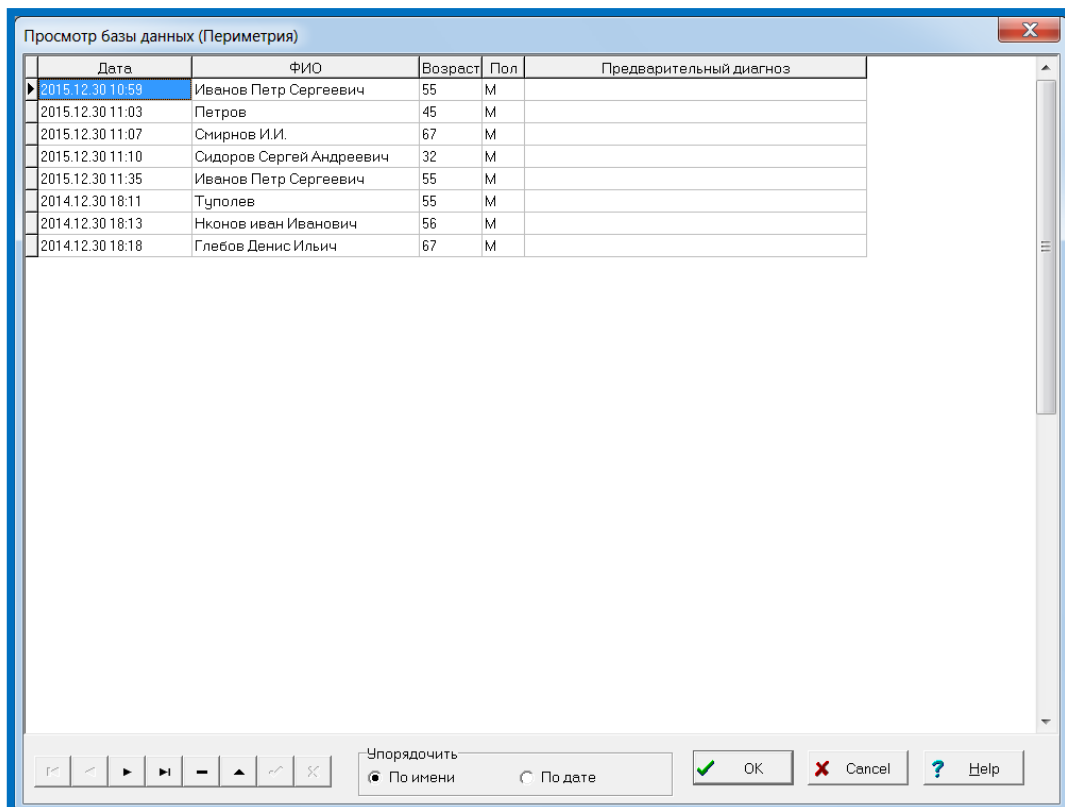 Просмотр базы данных (Периметрия)
Дата ФИО Возраст Пол Предварительный диагноз
2015.12.30 10:59 Иванов Петр Сергеевич 55 М
2015.12.30 11:03 Петров 45 М
2015.12.30 11:07 Смирнов И.И. 67 М
2015.12.30 11:10 Сидоров Сергей Андреевич 32 М
2015.12.30 11:35 Иванов Петр Сергеевич 55 М
2014.12.30 18:11 Туполев 55 М
2014.12.30 18:13 Нконов иван Иванович 56 М
2014.12.30 18:18 Глебов Денис Ильич 67 М
Упорядочить
По имени По дате
OK Cancel Help